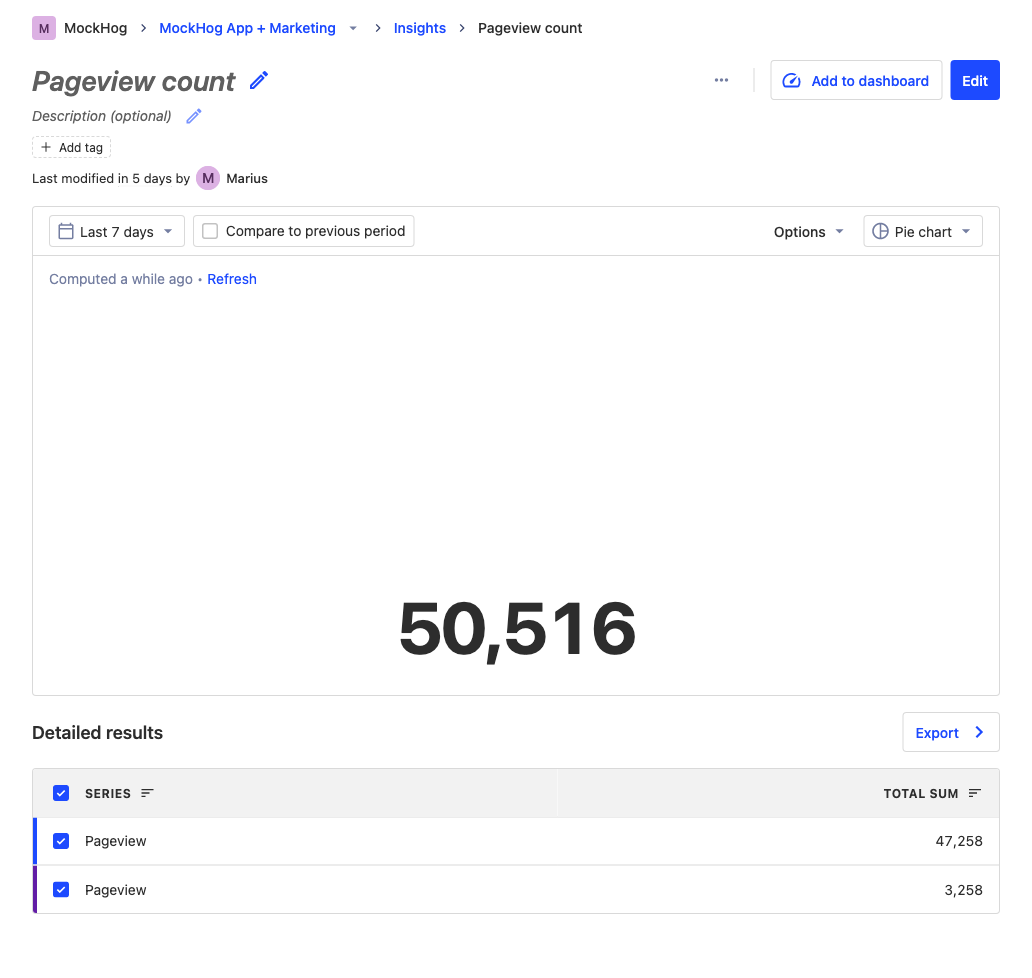 M MockHog > MockHog App + Marketing > Insights > Pageview count
Pageview count
... Add to dashboard Edit
Description (optional)
+ Add tag
Last modified in 5 days by M Marius
Last 7 days Compare to previous period Options Pie chart
Computed a while ago • Refresh
50,516
Detailed results Export >
SERIES TOTAL SUM
Pageview 47,258
Pageview 3,258